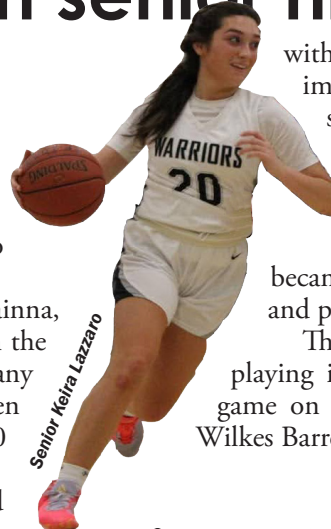 senior
SPALDING
WARRIORS
20
Senior Keira Lazzaro
inna,
the
any
en
0
d
with
im
s
becam
and p
Th
playing i
game on
Wilkes Barr